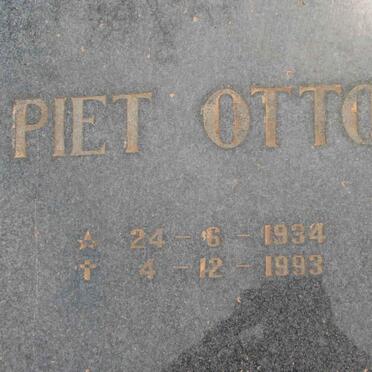 PIET OTTO
☆ 24 - 6 - 1934
✝ 4 - 12 - 1993